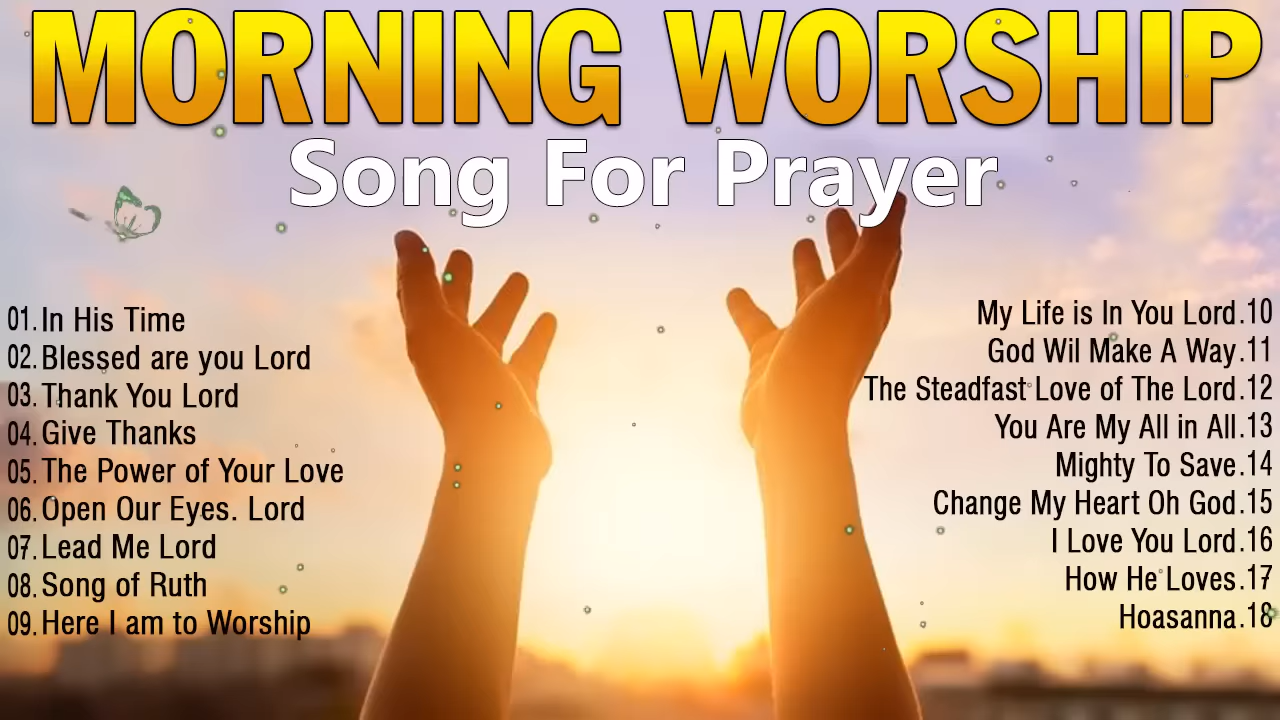 MORNING WORSHIP
Song For Prayer
01. In His Time
02. Blessed are you Lord
03. Thank You Lord
04. Give Thanks
05. The Power of Your Love
06. Open Our Eyes. Lord
07. Lead Me Lord
08. Song of Ruth
09. Here I am to Worship
My Life is In You Lord.10
God Wil Make A Way.11
The Steadfast Love of The Lord.12
You Are My All in All.13
Mighty To Save.14
Change My Heart Oh God.15
I Love You Lord.16
How He Loves.17
Hoasanna.18